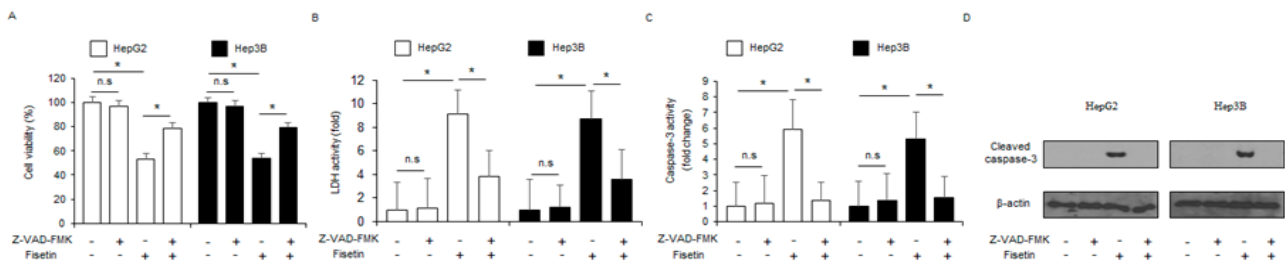 A
HepG2
Hep3B
Cell viability (%)
120
100
80
60
40
20
0
*
n.s
*
*
n.s
*
Z-VAD-FMK - + - + - + - +
Fisetin - - + + - - + +
B
HepG2
Hep3B
LDH activity (fold)
12
10
8
6
4
2
0
*
*
n.s
*
*
n.s
Z-VAD-FMK - + - + - + - +
Fisetin - - + + - - + +
C
HepG2
Hep3B
Caspase-3 activity
(fold change)
9
8
7
6
5
4
3
2
1
0
*
*
n.s
*
*
n.s
Z-VAD-FMK - + - + - + - +
Fisetin - - + + - - + +
D
HepG2
Hep3B
Cleaved
caspase-3
β-actin
Z-VAD-FMK - + - + - + - +
Fisetin - - + + - - + +